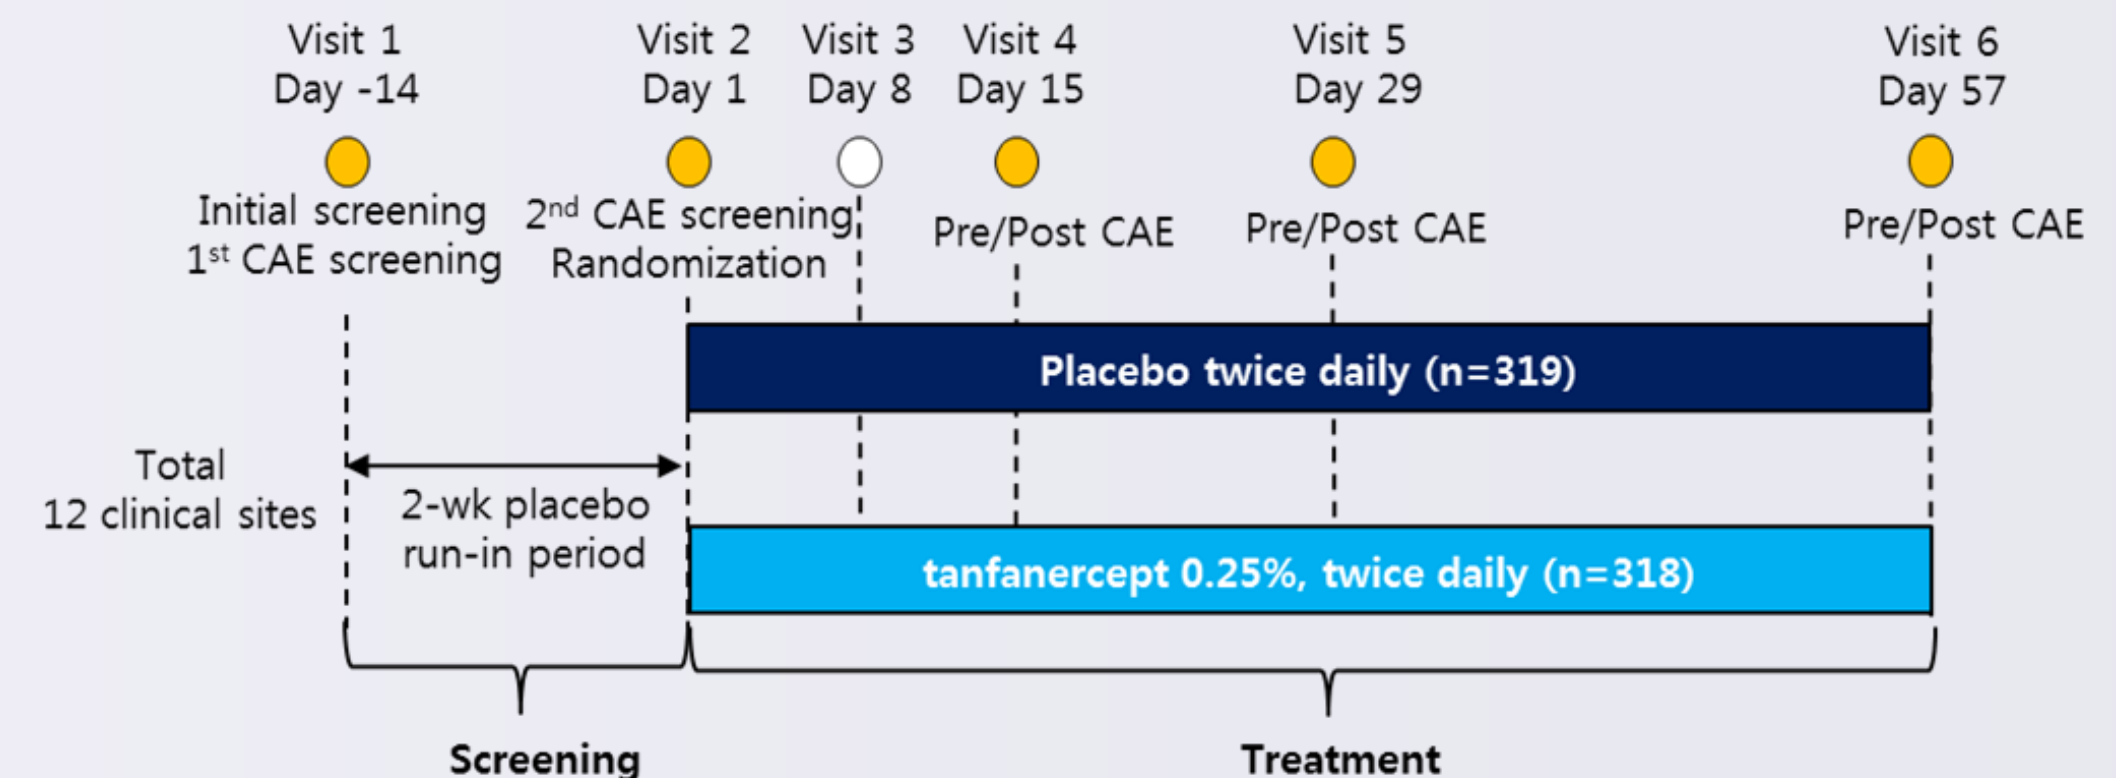 Visit 1
Day -14
Visit 2
Day 1
Visit 3
Day 8
Visit 4
Day 15
Visit 5
Day 29
Visit 6
Day 57
Initial screening
1st CAE screening
2nd CAE screening
Randomization
Pre/Post CAE
Pre/Post CAE
Pre/Post CAE
Placebo twice daily (n=319)
Total
12 clinical sites
2-wk placebo
run-in period
tanfanercept 0.25%, twice daily (n=318)
Screening
Treatment